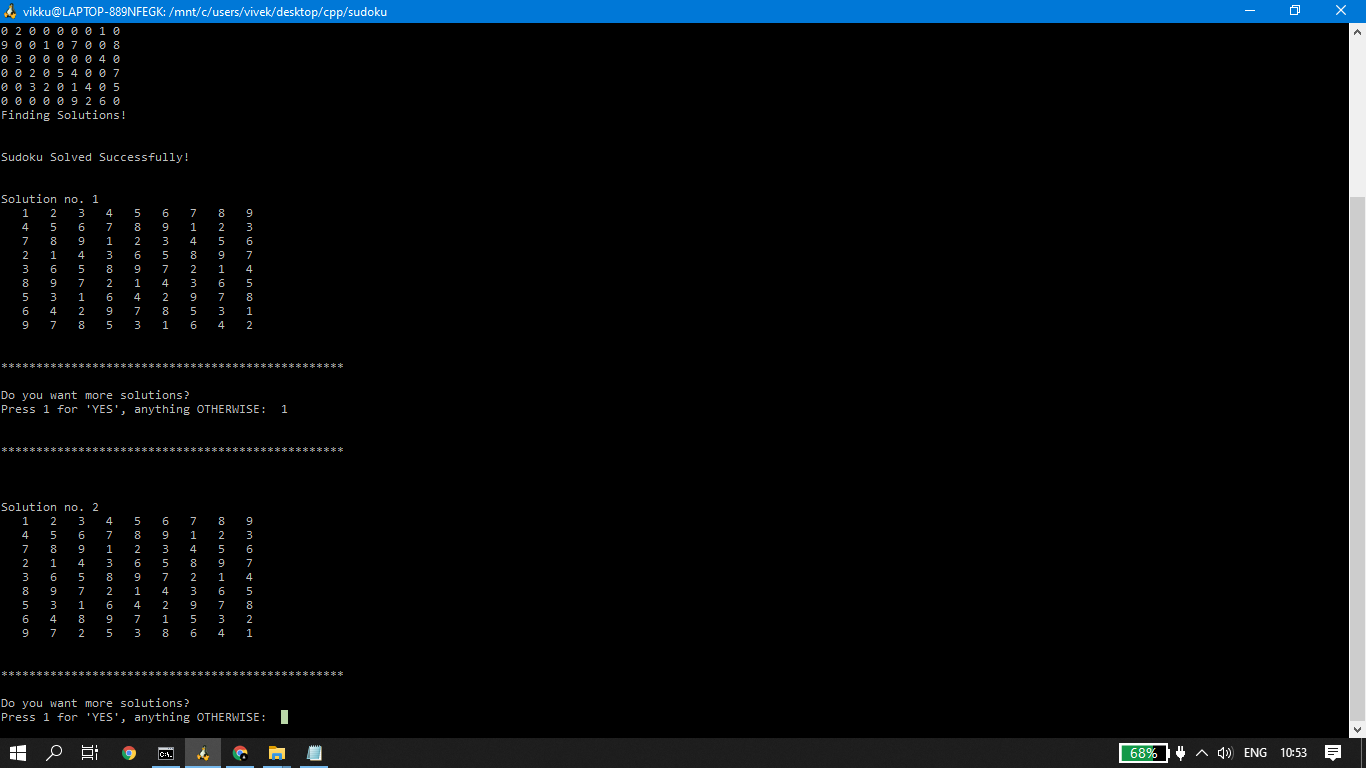 vikku@LAPTOP-889NFEGK: /mnt/c/users/vivek/desktop/cpp/sudoku
0 2 0 0 0 0 0 1 0
9 0 0 1 0 7 0 0 8
0 3 0 0 0 0 0 4 0
0 0 2 0 5 4 0 0 7
0 0 3 2 0 1 4 0 5
0 0 0 0 0 9 2 6 0
Finding Solutions!
Sudoku Solved Successfully!
Solution no. 1
1 2 3 4 5 6 7 8 9
4 5 6 7 8 9 1 2 3
7 8 9 1 2 3 4 5 6
2 1 4 3 6 5 8 9 7
3 6 5 8 9 7 2 1 4
8 9 7 2 1 4 3 6 5
5 3 1 6 4 2 9 7 8
6 4 2 9 7 8 5 3 1
9 7 8 5 3 1 6 4 2
*************************************************
Do you want more solutions?
Press 1 for 'YES', anything OTHERWISE:  1
*************************************************
Solution no. 2
1 2 3 4 5 6 7 8 9
4 5 6 7 8 9 1 2 3
7 8 9 1 2 3 4 5 6
2 1 4 3 6 5 8 9 7
3 6 5 8 9 7 2 1 4
8 9 7 2 1 4 3 6 5
5 3 1 6 4 2 9 7 8
6 4 8 9 7 1 5 3 2
9 7 2 5 3 8 6 4 1
*************************************************
Do you want more solutions?
Press 1 for 'YES', anything OTHERWISE:
68% ENG 10:53